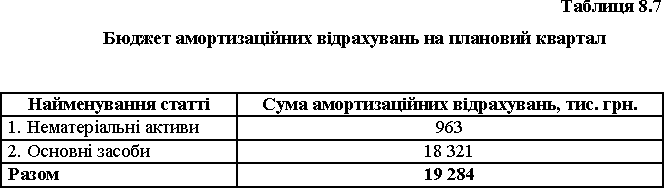 Таблиця 8.7
Бюджет амортизаційних відрахувань на плановий квартал
Найменування статті Сума амортизаційних відрахувань, тис. грн.
1. Нематеріальні активи 963
2. Основні засоби 18 321
Разом 19 284